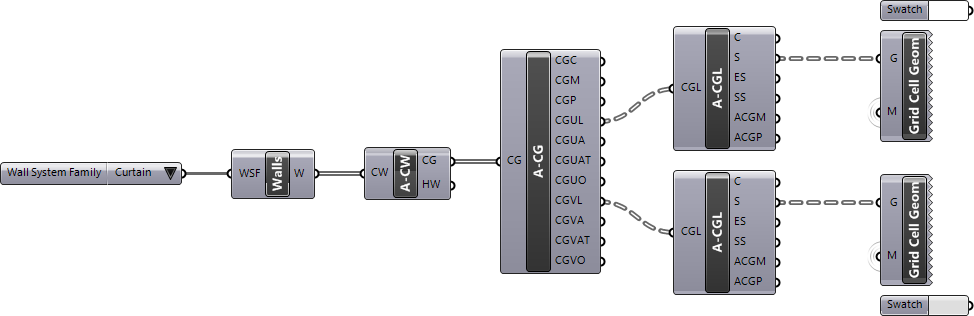 Wall System Family Curtain
WSF Walls W
CW A-CW CG
HW
CG A-CG CGC
CGM
CGP
CGUL
CGUA
CGUAT
CGUO
CGVL
CGVA
CGVAT
CGVO
CGL A-CGL C
S
ES
SS
ACGM
ACGP
CGL A-CGL C
S
ES
SS
ACGM
ACGP
Swatch
G Grid Cell Geom
M
G Grid Cell Geom
M
Swatch